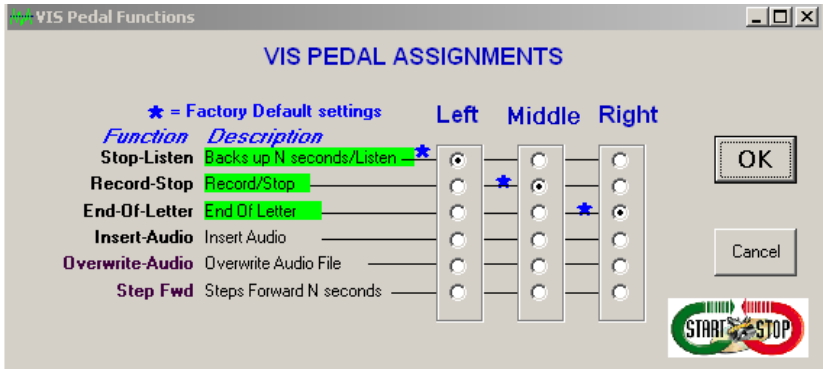 VIS Pedal Functions
VIS PEDAL ASSIGNMENTS
* = Factory Default settings
Left Middle Right
Function Description
Stop-Listen Backs up N seconds/Listen *
Record-Stop Record/Stop *
End-Of-Letter End Of Letter *
Insert-Audio Insert Audio
Overwrite-Audio Overwrite Audio File
Step Fwd Steps Forward N seconds
OK
Cancel
START STOP